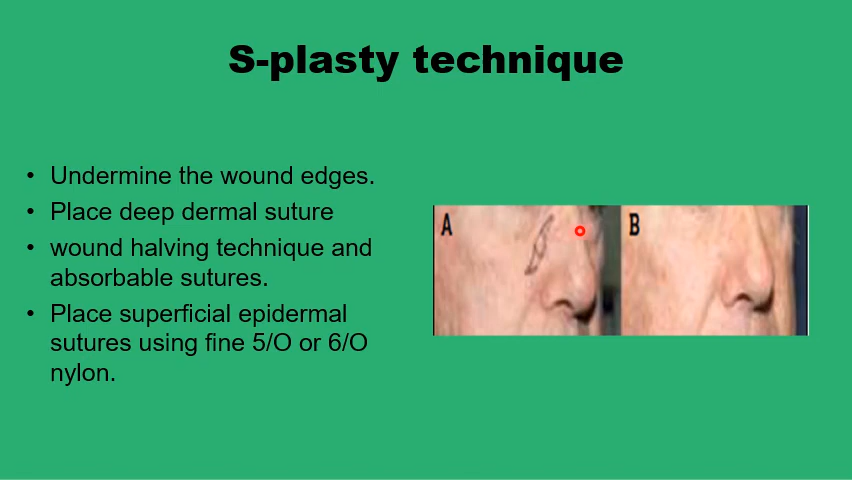 S-plasty technique
• Undermine the wound edges.
• Place deep dermal suture
• wound halving technique and
absorbable sutures.
• Place superficial epidermal
sutures using fine 5/O or 6/O
nylon.
A
B